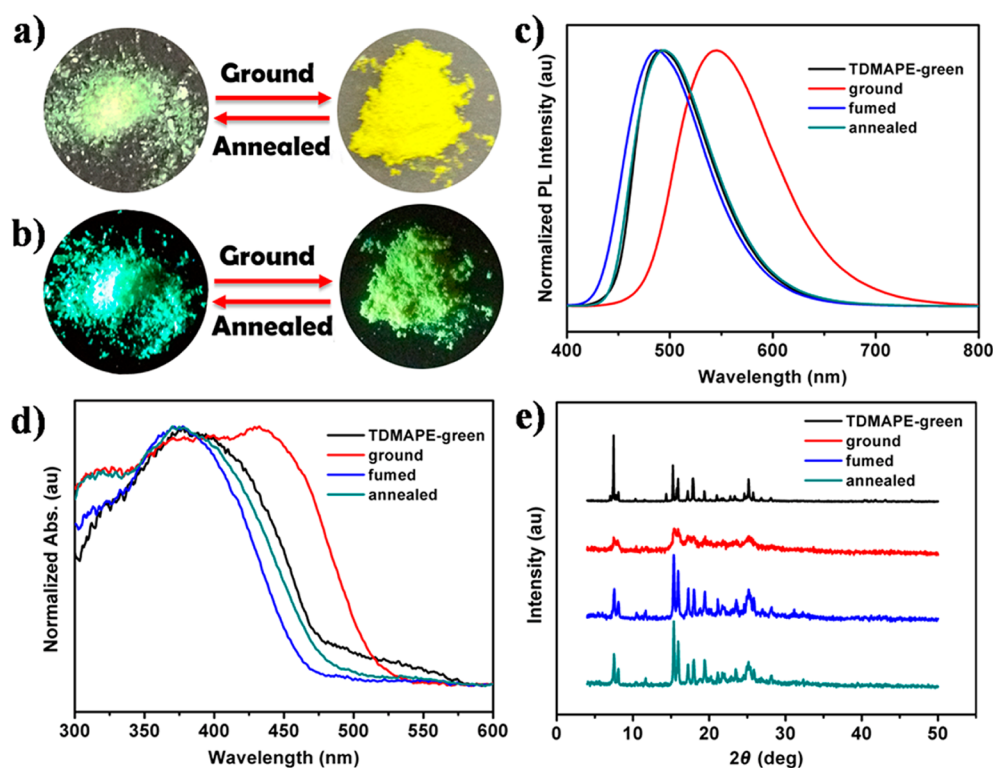 a)
Ground
Annealed
b)
Ground
Annealed
c)
Normalized PL Intensity (au)
TDMAPE-green
ground
fumed
annealed
400 500 600 700 800
Wavelength (nm)
d)
Normalized Abs. (au)
TDMAPE-green
ground
fumed
annealed
300 350 400 450 500 550 600
Wavelength (nm)
e)
Intensity (au)
TDMAPE-green
ground
fumed
annealed
0 10 20 30 40 50
2θ (deg)